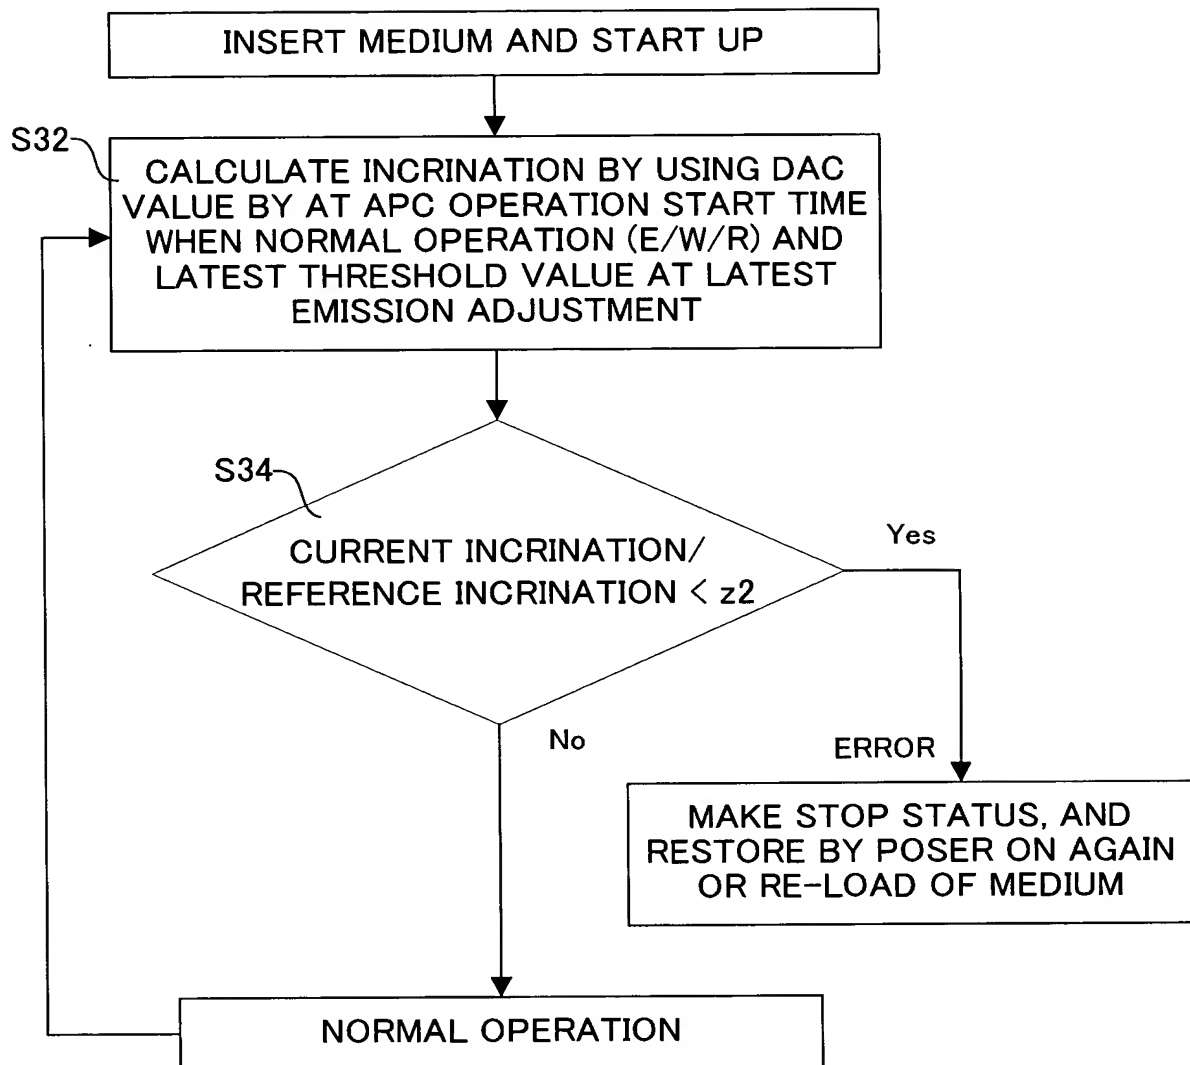 INSERT MEDIUM AND START UP
S32
CALCULATE INCRINATION BY USING DAC
VALUE BY AT APC OPERATION START TIME
WHEN NORMAL OPERATION (E/W/R) AND
LATEST THRESHOLD VALUE AT LATEST
EMISSION ADJUSTMENT
S34
CURRENT INCRINATION/
REFERENCE INCRINATION < z2
Yes
No
ERROR
MAKE STOP STATUS, AND
RESTORE BY POSER ON AGAIN
OR RE-LOAD OF MEDIUM
NORMAL OPERATION